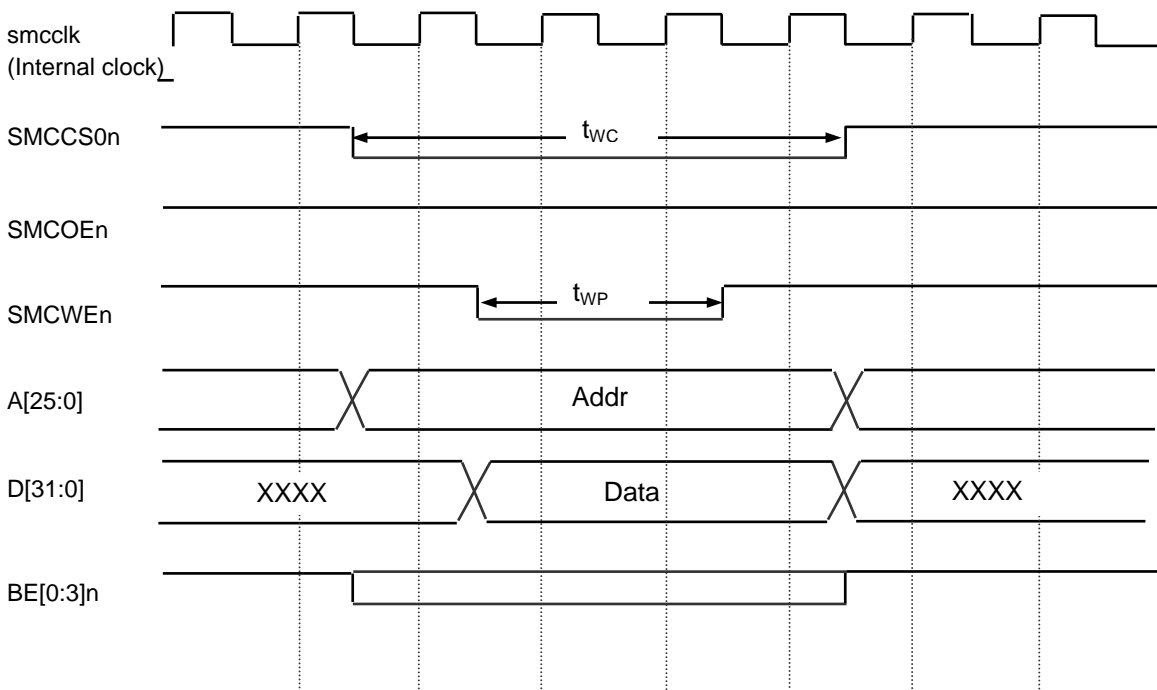 smcclk
(Internal clock)
SMCCS0n
tWC
SMCOEn
SMCWEn
tWP
A[25:0]
Addr
D[31:0]
XXXX
Data
XXXX
BE[0:3]n